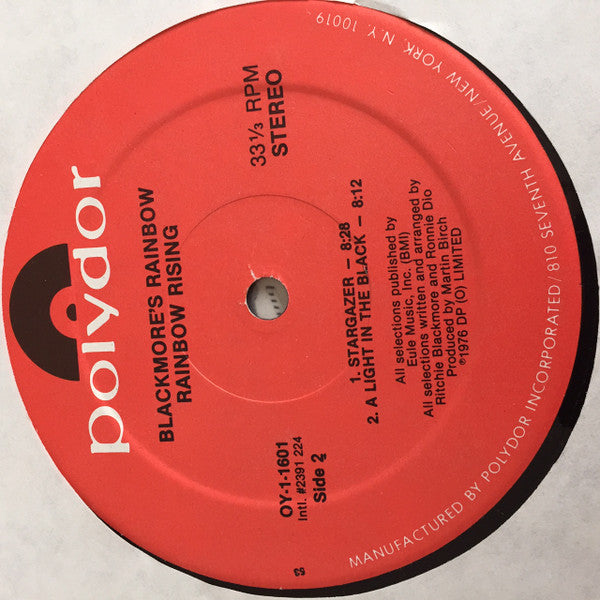 polydor
BLACKMORE'S RAINBOW
RAINBOW RISING
OY-1-1601
Intl. #2391 224
Side 2
33 1/3 RPM
STEREO
1. STARGAZER – 8:28
2. A LIGHT IN THE BLACK – 8:12
All selections published by
Eule Music, Inc. (BMI)
All selections written and arranged by
Ritchie Blackmore and Ronnie Dio
Produced by Martin Birch
℗1976 DP (O) LIMITED
MANUFACTURED BY POLYDOR INCORPORATED/810 SEVENTH AVENUE/NEW YORK, N.Y. 10019